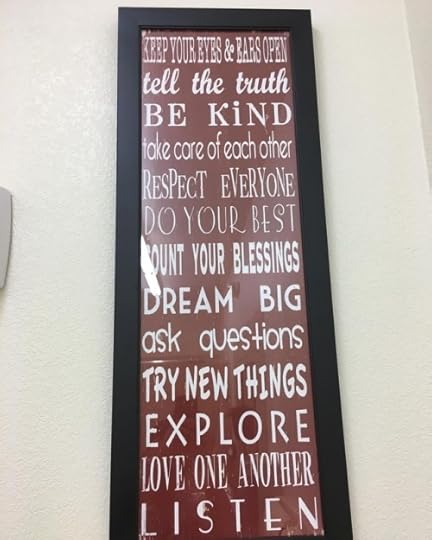 KEEP YOUR EYES & EARS OPEN
tell the truth
BE KiND
take care of each other
RESPECT EVERYONE
DO YOUR BEST
COUNT YOUR BLESSINGS
DREAM BIG
ask questions
TRY NEW THINGS
EXPLORE
LOVE ONE ANOTHER
LISTEN